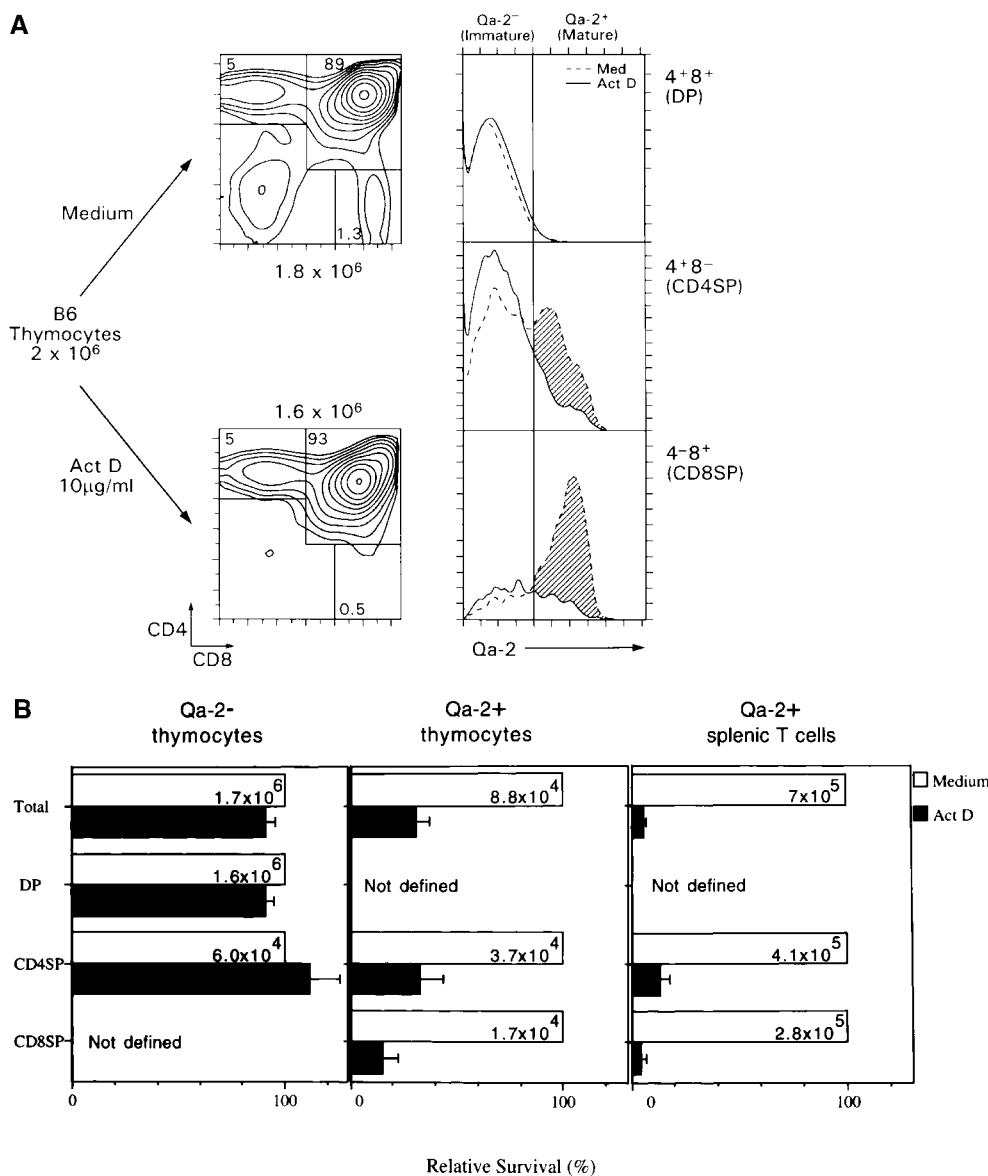 A
Qa-2⁻
(Immature)
Qa-2⁺
(Mature)
5
89
1.3
1.8 x 10⁶
Medium
B6
Thymocytes
2 x 10⁶
Act D
10µg/ml
1.6 x 10⁶
5
93
0.5
CD4
CD8
Med
Act D
4⁺8⁺
(DP)
4⁺8⁻
(CD4SP)
4-8⁺
(CD8SP)
Qa-2
B
Qa-2-
thymocytes
Qa-2+
thymocytes
Qa-2+
splenic T cells
Medium
Act D
Total
1.7x10⁶
8.8x10⁴
7x10⁵
DP
1.6x10⁶
Not defined
Not defined
CD4SP
6.0x10⁴
3.7x10⁴
4.1x10⁵
CD8SP
Not defined
1.7x10⁴
2.8x10⁵
0 100 0 100 0 100
Relative Survival (%)